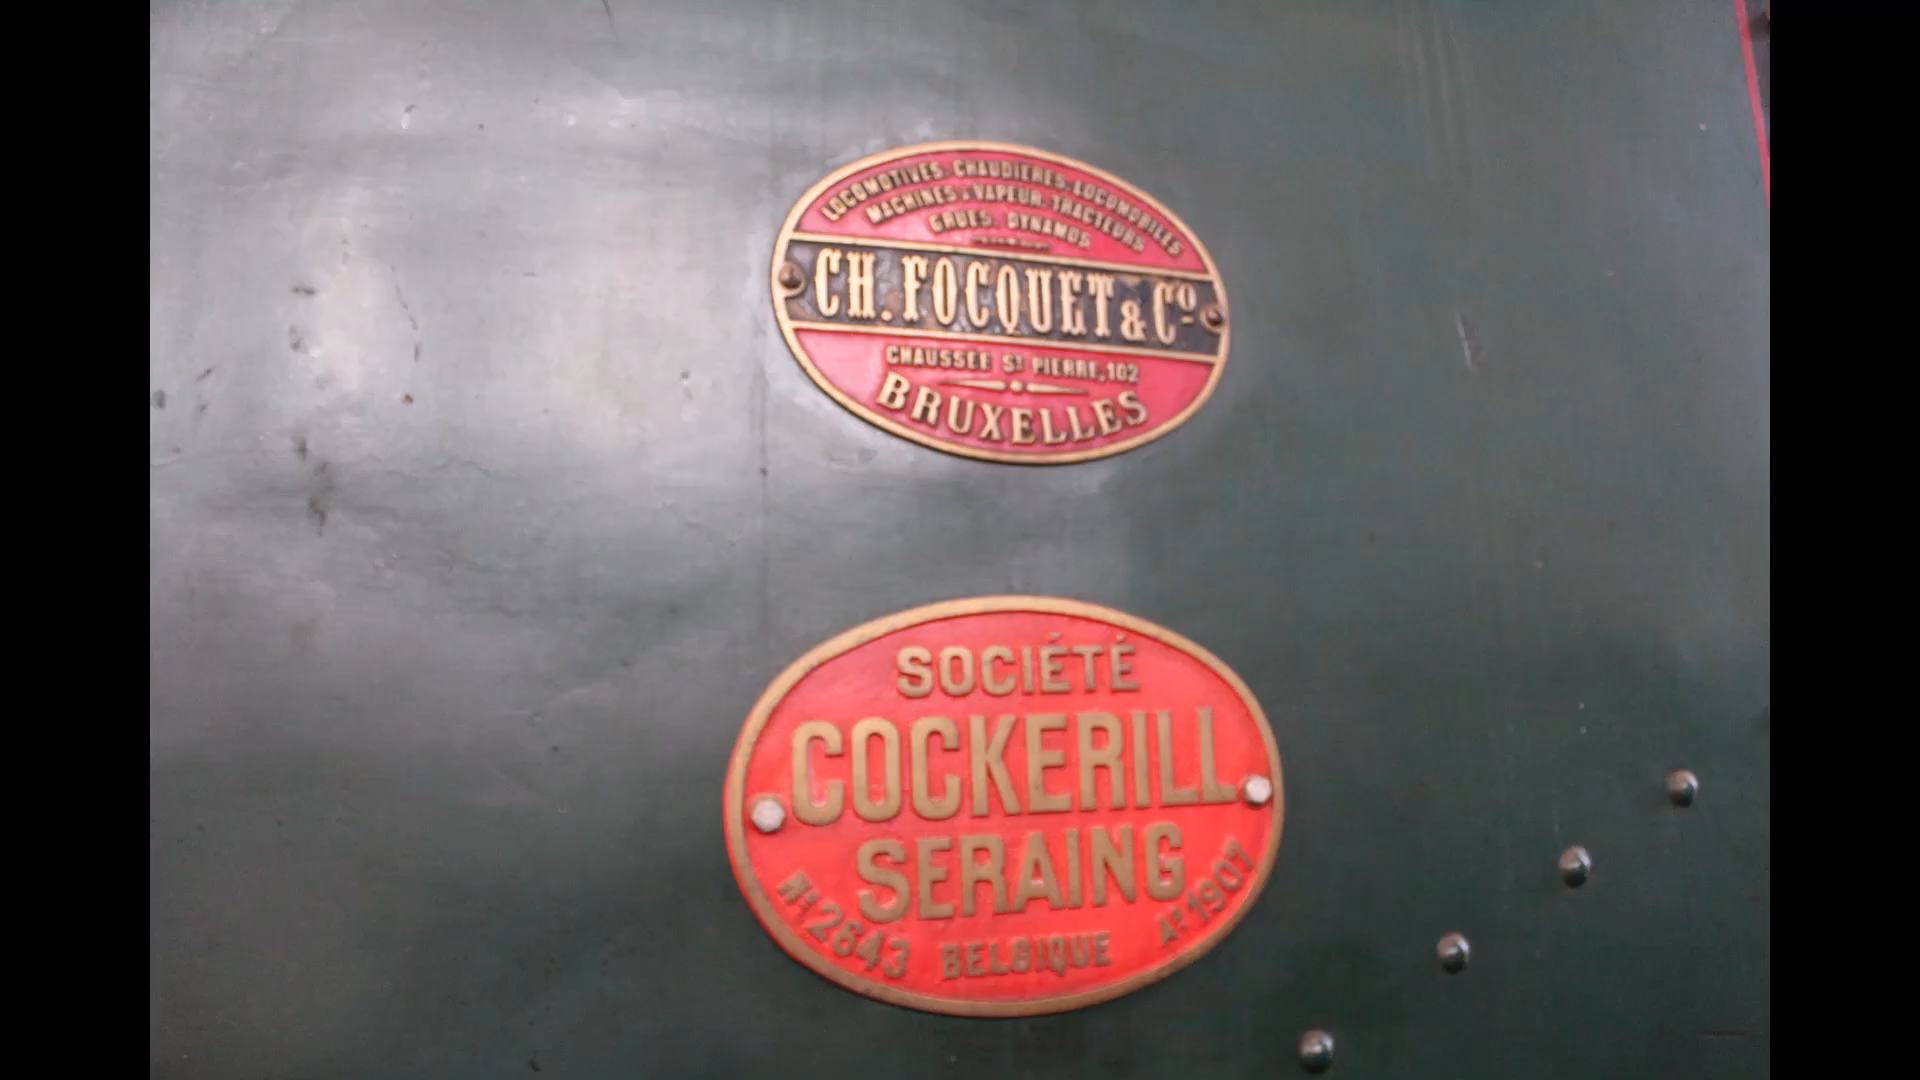 LOCOMOTIVES. CHAUDIÈRES. LOCOMOBILES
MACHINES À VAPEUR. TRACTEURS
GRUES. DYNAMOS
CH. FOCQUET & Cº
CHAUSSÉE ST PIERRE, 102
BRUXELLES
SOCIÉTÉ
COCKERILL
SERAING
Nº 2643 BELGIQUE Aº 1907